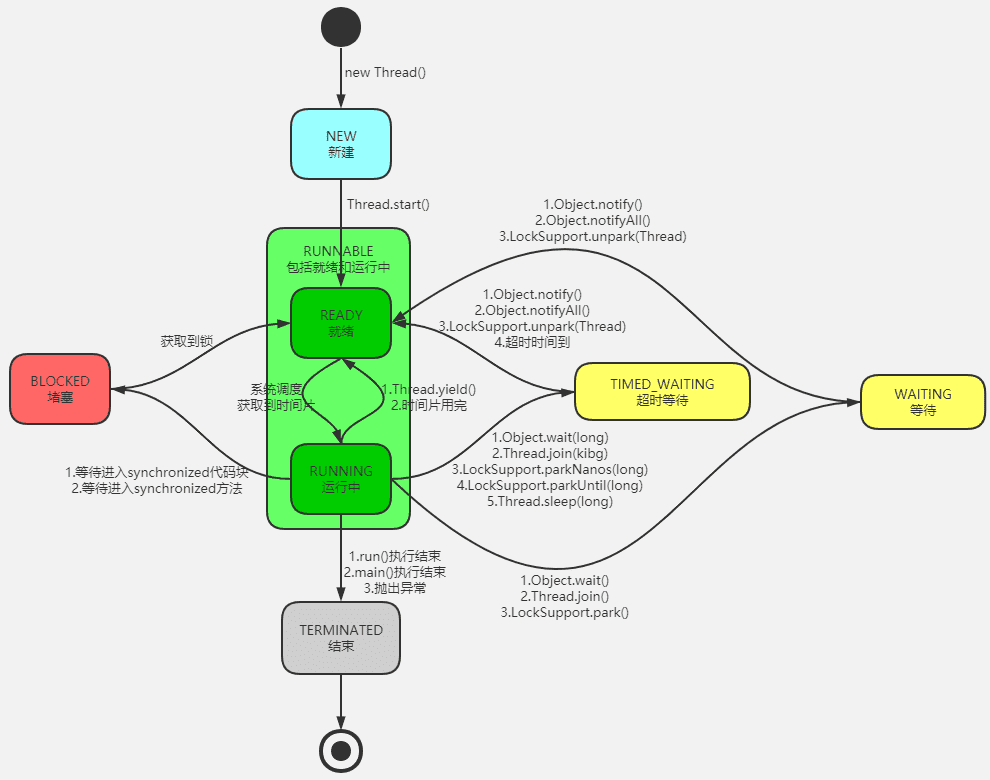 new Thread()
NEW
新建
Thread.start()
1.Object.notify()
2.Object.notifyAll()
3.LockSupport.unpark(Thread)
RUNNABLE
包括就绪和运行中
READY
就绪
1.Object.notify()
2.Object.notifyAll()
3.LockSupport.unpark(Thread)
4.超时时间到
获取到锁
BLOCKED
堵塞
系统调度
获取到时间片
1.Thread.yield()
2.时间片用完
TIMED_WAITING
超时等待
WAITING
等待
1.等待进入synchronized代码块
2.等待进入synchronized方法
RUNNING
运行中
1.Object.wait(long)
2.Thread.join(kibg)
3.LockSupport.parkNanos(long)
4.LockSupport.parkUntil(long)
5.Thread.sleep(long)
1.run()执行结束
2.main()执行结束
3.抛出异常
1.Object.wait()
2.Thread.join()
3.LockSupport.park()
TERMINATED
结束